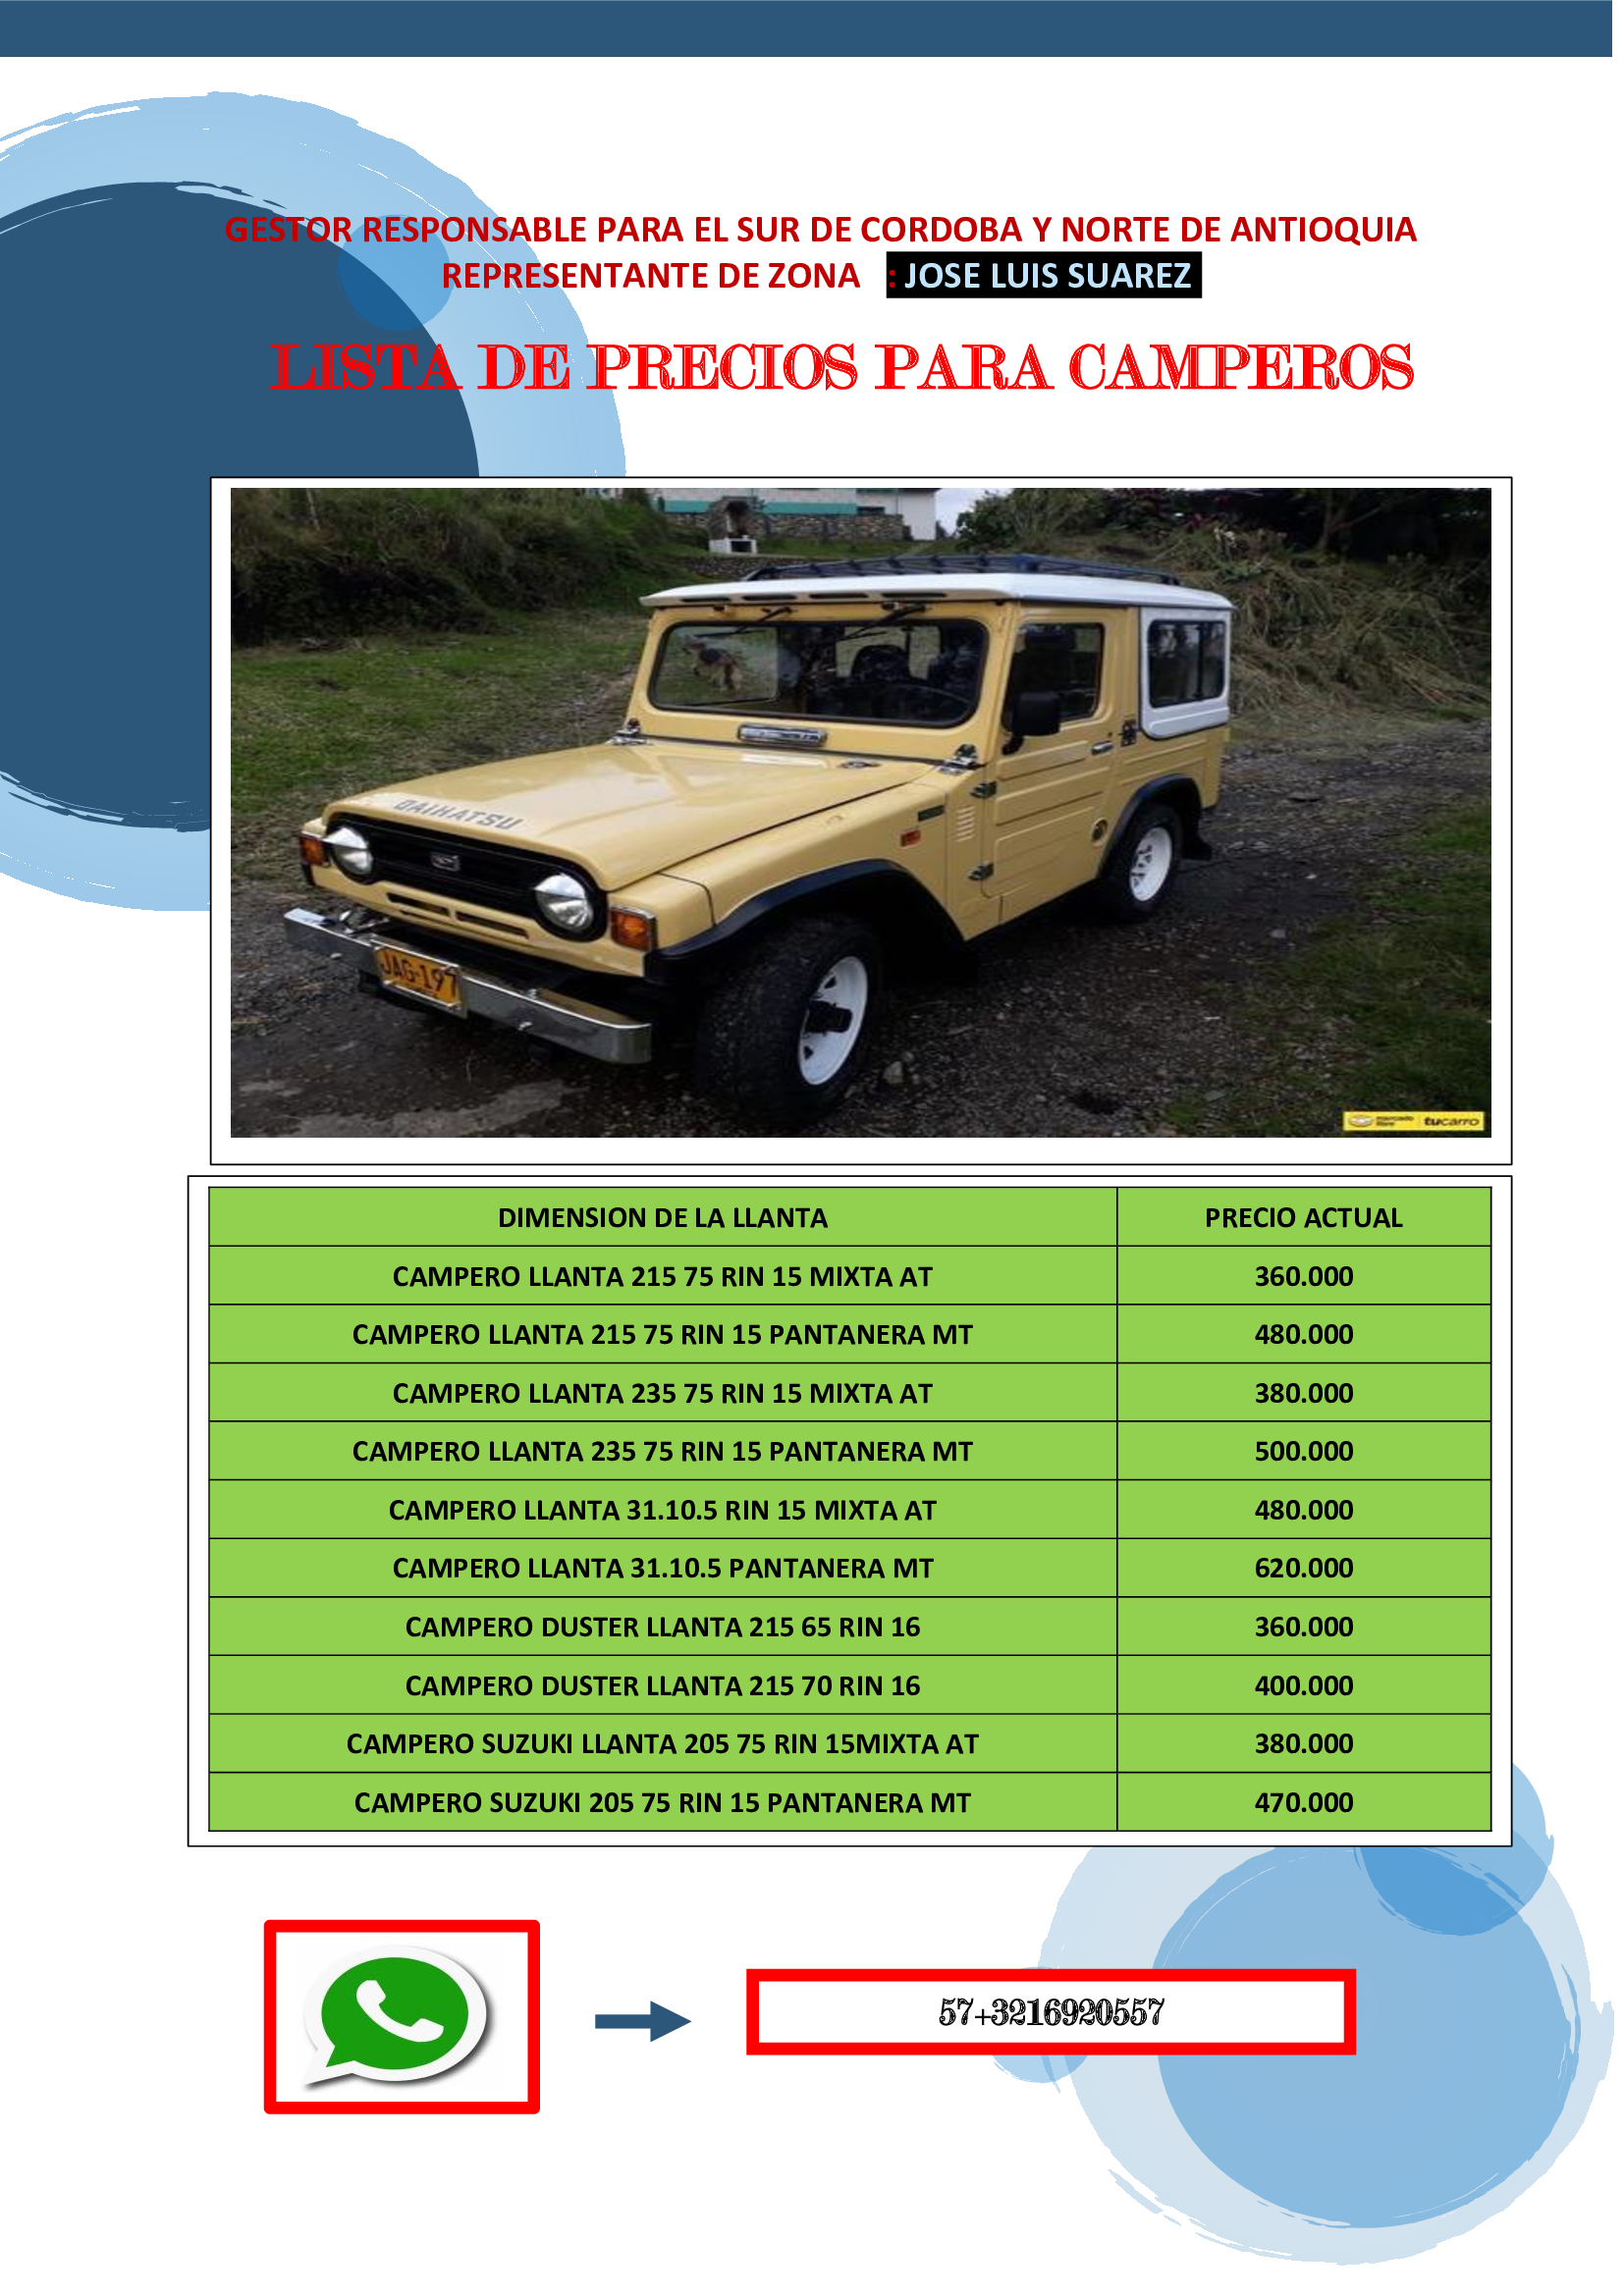 GESTOR RESPONSABLE PARA EL SUR DE CORDOBA Y NORTE DE ANTIOQUIA
REPRESENTANTE DE ZONA : JOSE LUIS SUAREZ
LISTA DE PRECIOS PARA CAMPEROS
DAIHATSU
JAG-197
mercado libre tucarro
DIMENSION DE LA LLANTA PRECIO ACTUAL
CAMPERO LLANTA 215 75 RIN 15 MIXTA AT 360.000
CAMPERO LLANTA 215 75 RIN 15 PANTANERA MT 480.000
CAMPERO LLANTA 235 75 RIN 15 MIXTA AT 380.000
CAMPERO LLANTA 235 75 RIN 15 PANTANERA MT 500.000
CAMPERO LLANTA 31.10.5 RIN 15 MIXTA AT 480.000
CAMPERO LLANTA 31.10.5 PANTANERA MT 620.000
CAMPERO DUSTER LLANTA 215 65 RIN 16 360.000
CAMPERO DUSTER LLANTA 215 70 RIN 16 400.000
CAMPERO SUZUKI LLANTA 205 75 RIN 15MIXTA AT 380.000
CAMPERO SUZUKI 205 75 RIN 15 PANTANERA MT 470.000
57+3216920557